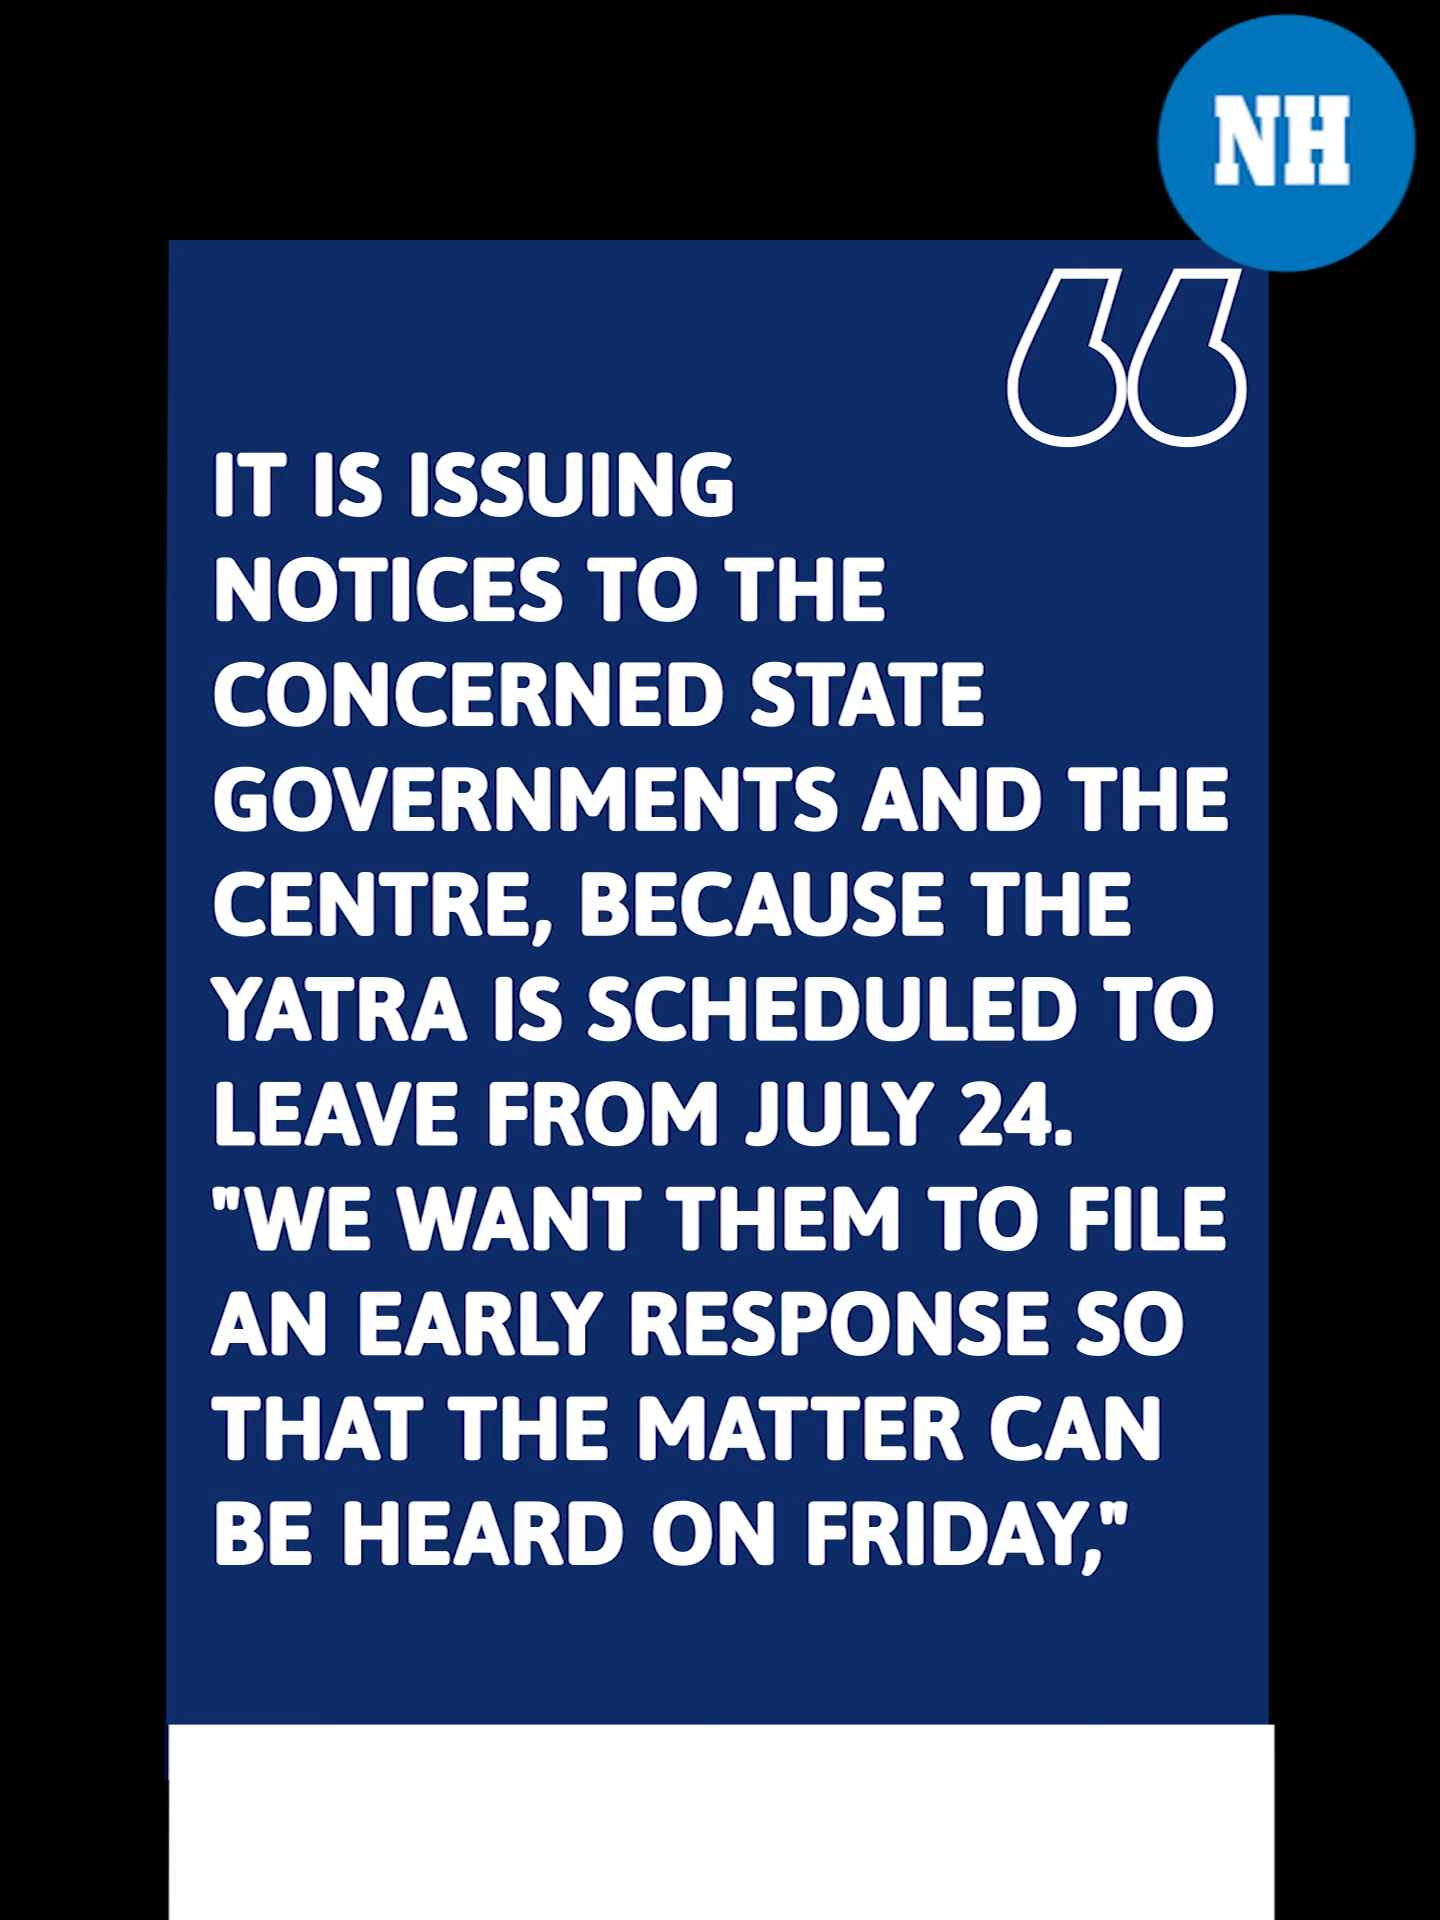 NH
IT IS ISSUING
NOTICES TO THE
CONCERNED STATE
GOVERNMENTS AND THE
CENTRE, BECAUSE THE
YATRA IS SCHEDULED TO
LEAVE FROM JULY 24.
"WE WANT THEM TO FILE
AN EARLY RESPONSE SO
THAT THE MATTER CAN
BE HEARD ON FRIDAY,"